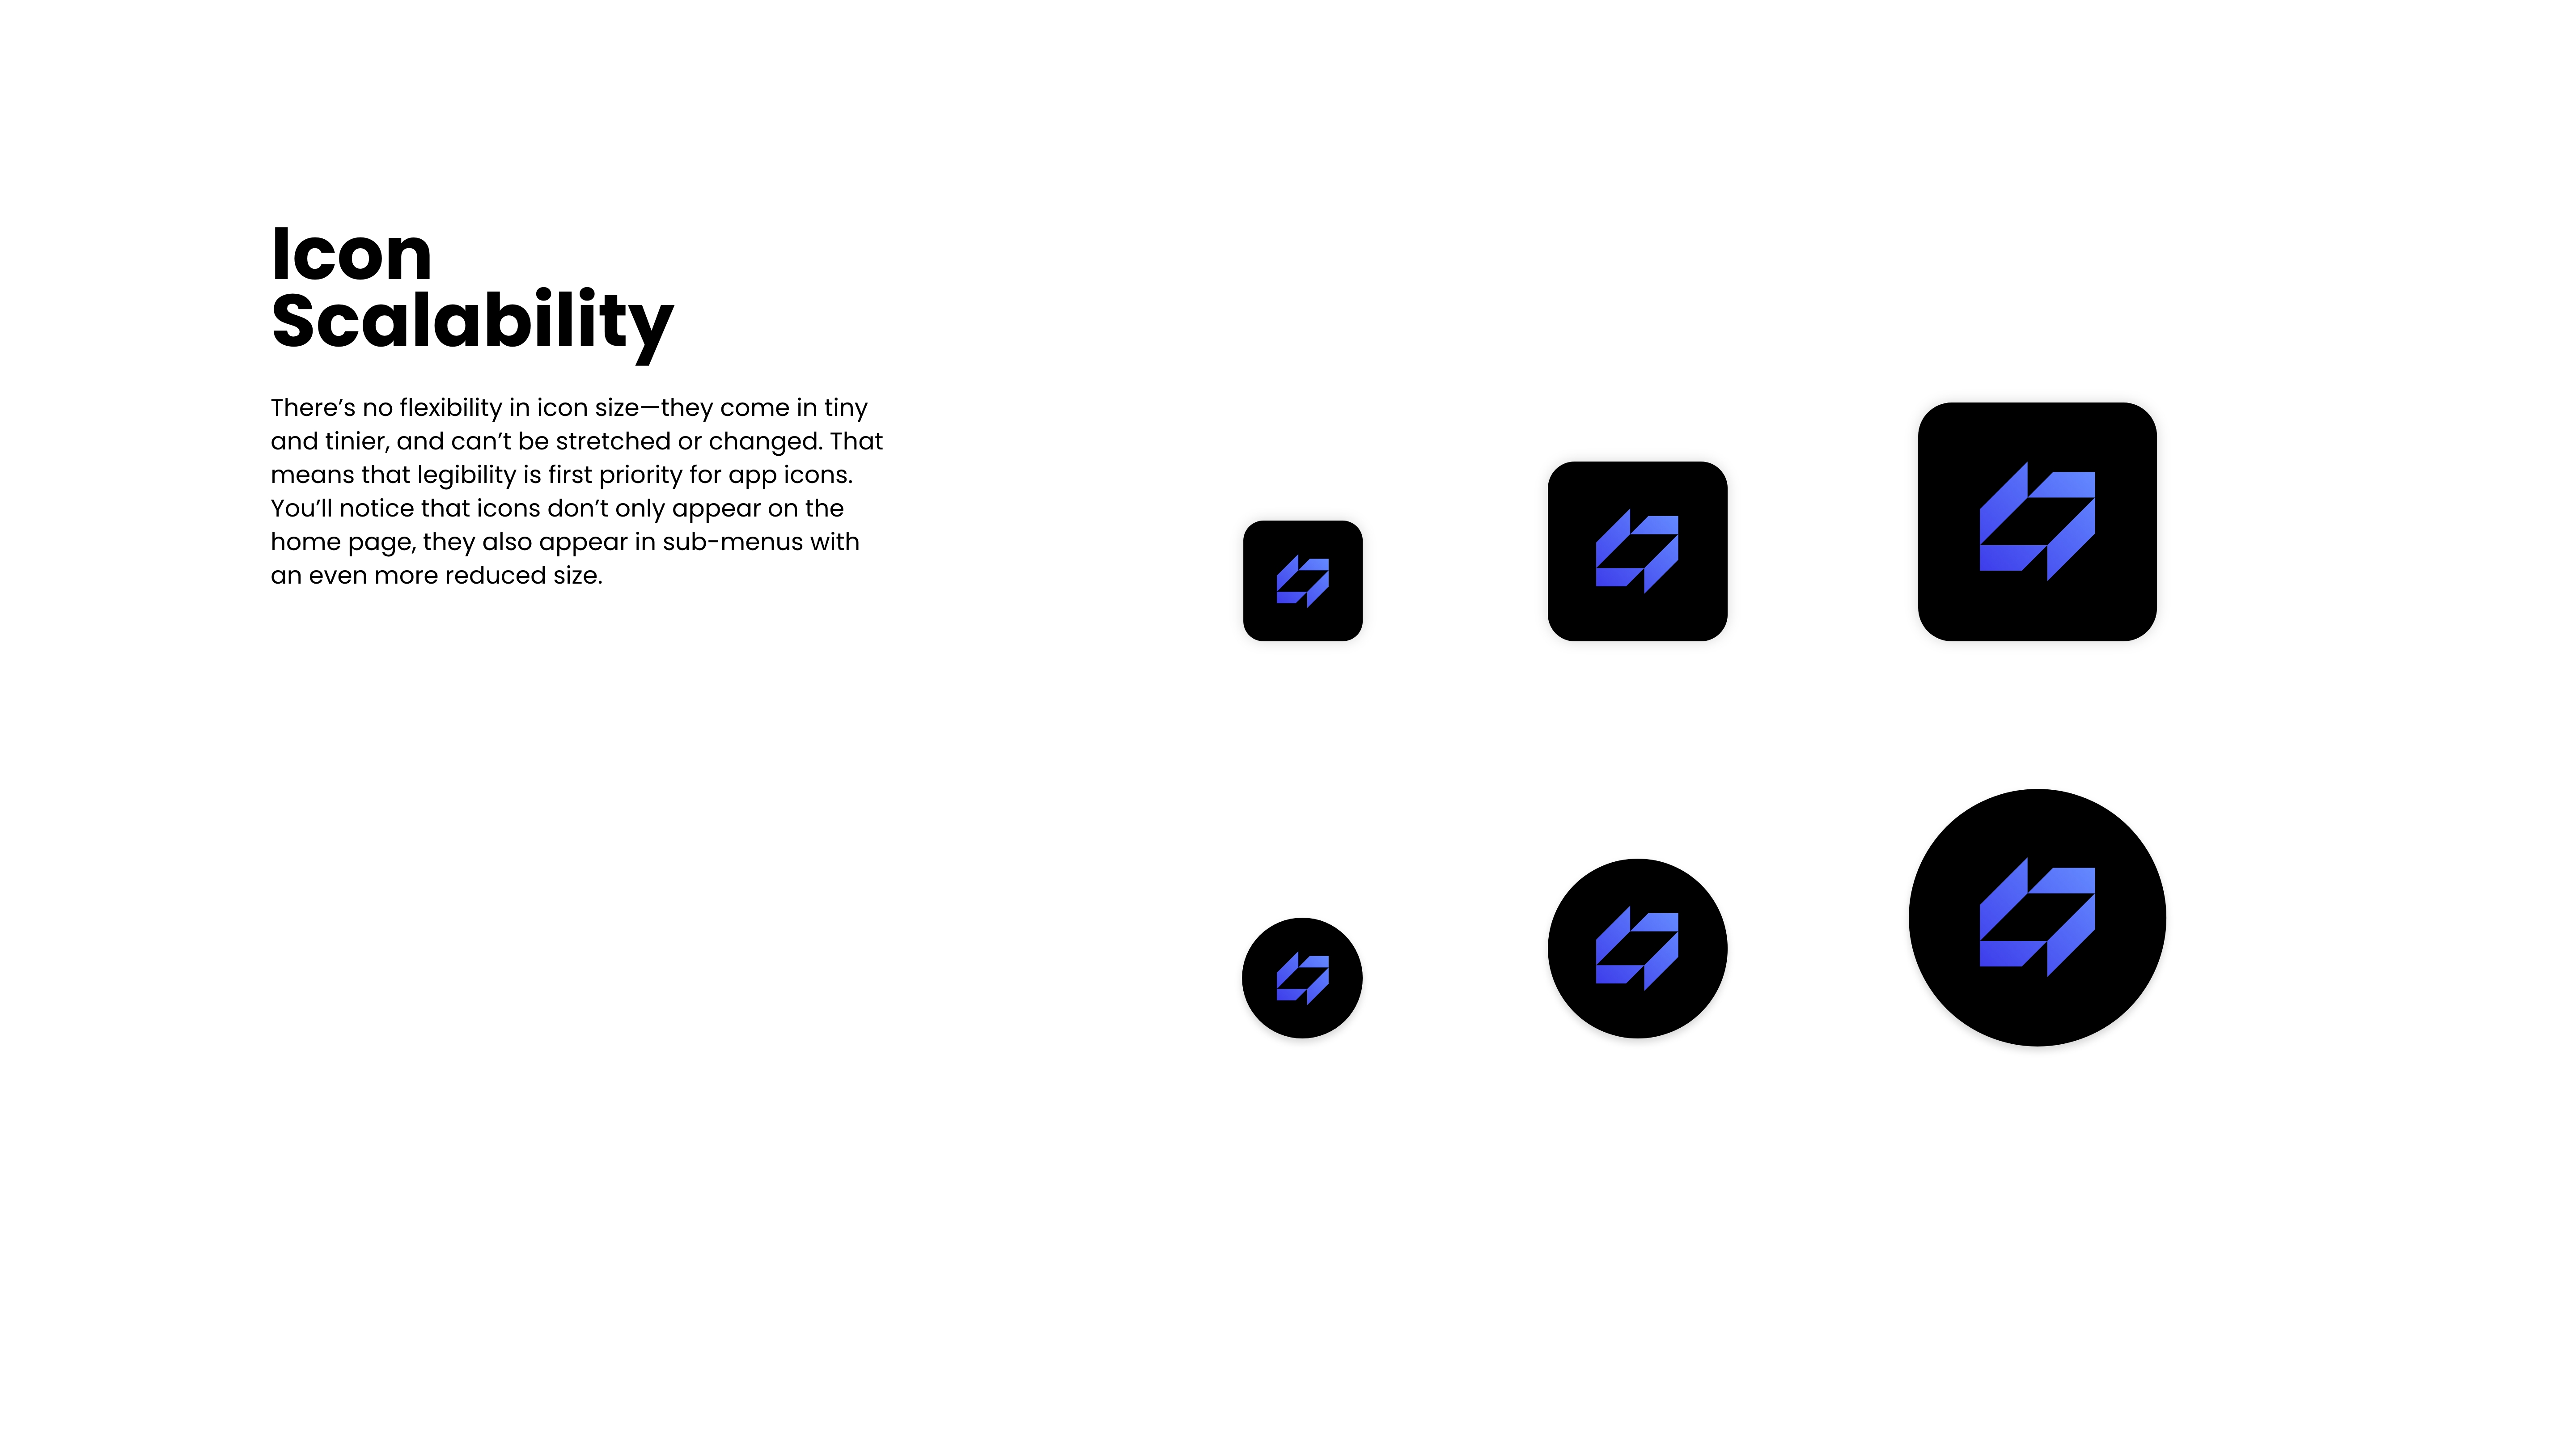 Icon
Scalability
There’s no flexibility in icon size—they come in tiny
and tinier, and can’t be stretched or changed. That
means that legibility is first priority for app icons.
You’ll notice that icons don’t only appear on the
home page, they also appear in sub-menus with
an even more reduced size.